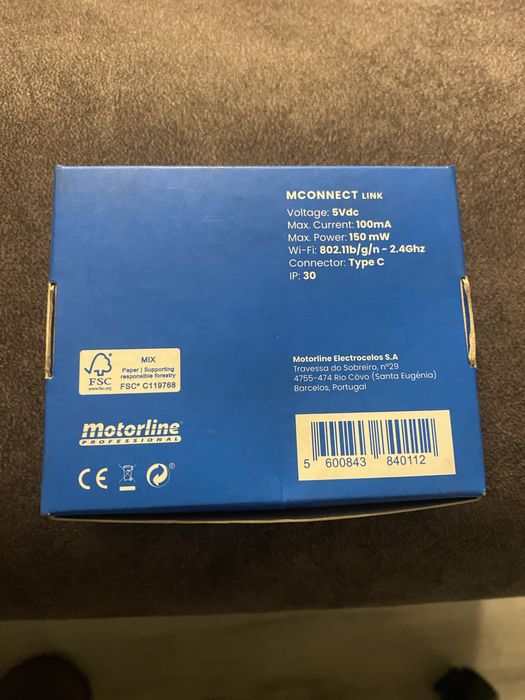 MCONNECT LINK
Voltage: 5Vdc
Max. Current: 100mA
Max. Power: 150 mW
Wi-Fi: 802.11b/g/n - 2.4Ghz
Connector: Type C
IP: 30
FSC
www.fsc.org
MIX
Paper | Supporting
responsible forestry
FSC® C119768
Motorline Electrocelos S.A
Travessa do Sobreiro, nº29
4755-474 Rio Côvo (Santa Eugénia)
Barcelos, Portugal
motorline®
PROFESSIONAL
CE
5 600843 840112